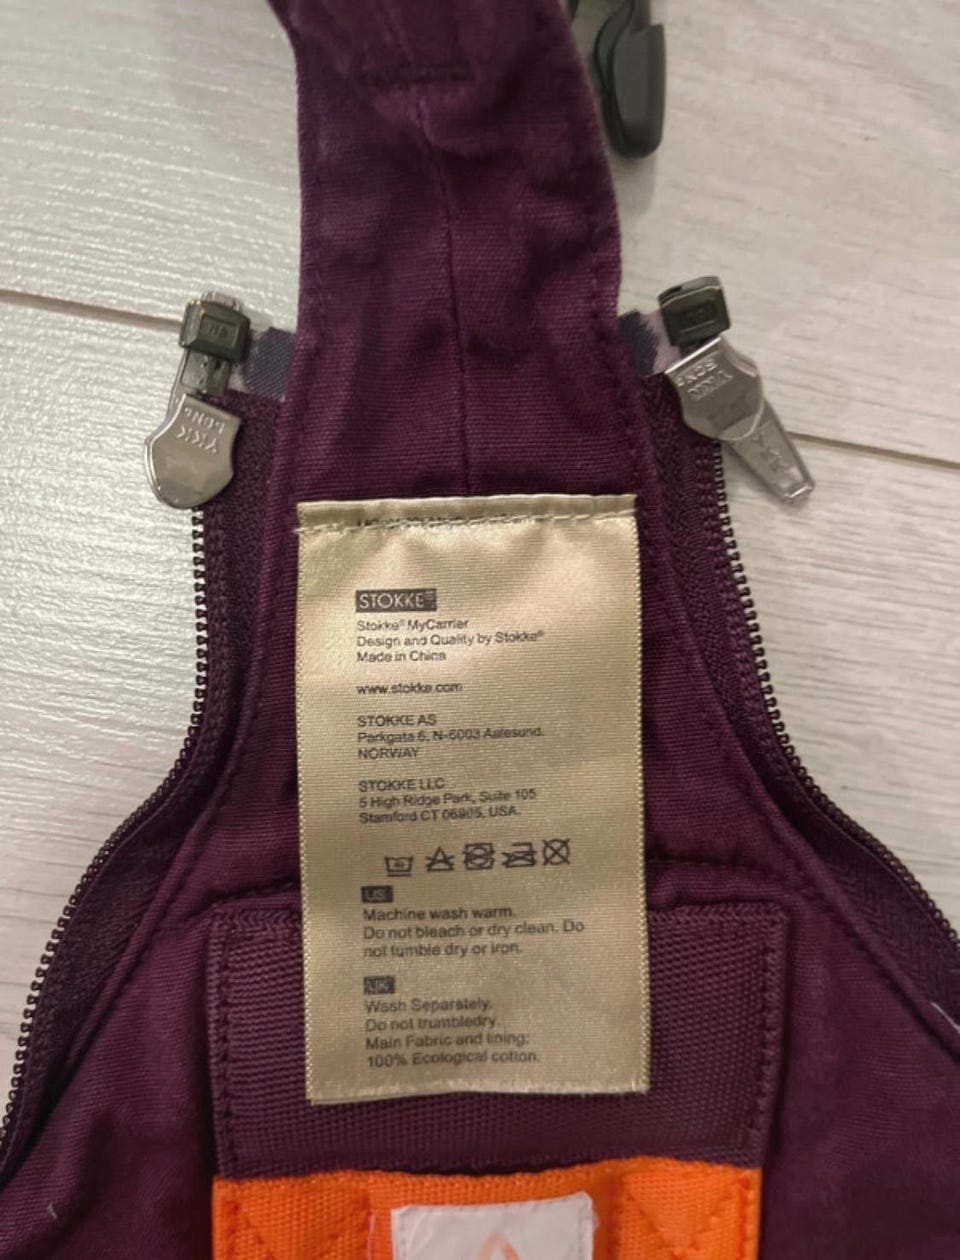 STOKKE®
Stokke® MyCarrier
Design and Quality by Stokke®
Made in China
www.stokke.com
STOKKE AS
Parkgata 6, N-6003 Aalesund.
NORWAY
STOKKE LLC
5 High Ridge Park, Suite 105
Stamford CT 06905, USA.
US
Machine wash warm.
Do not bleach or dry clean. Do
not tumble dry or iron.
UK
Wash Separately.
Do not trumbledry.
Main Fabric and lining:
100% Ecological cotton.
YKK
YKK
YKK